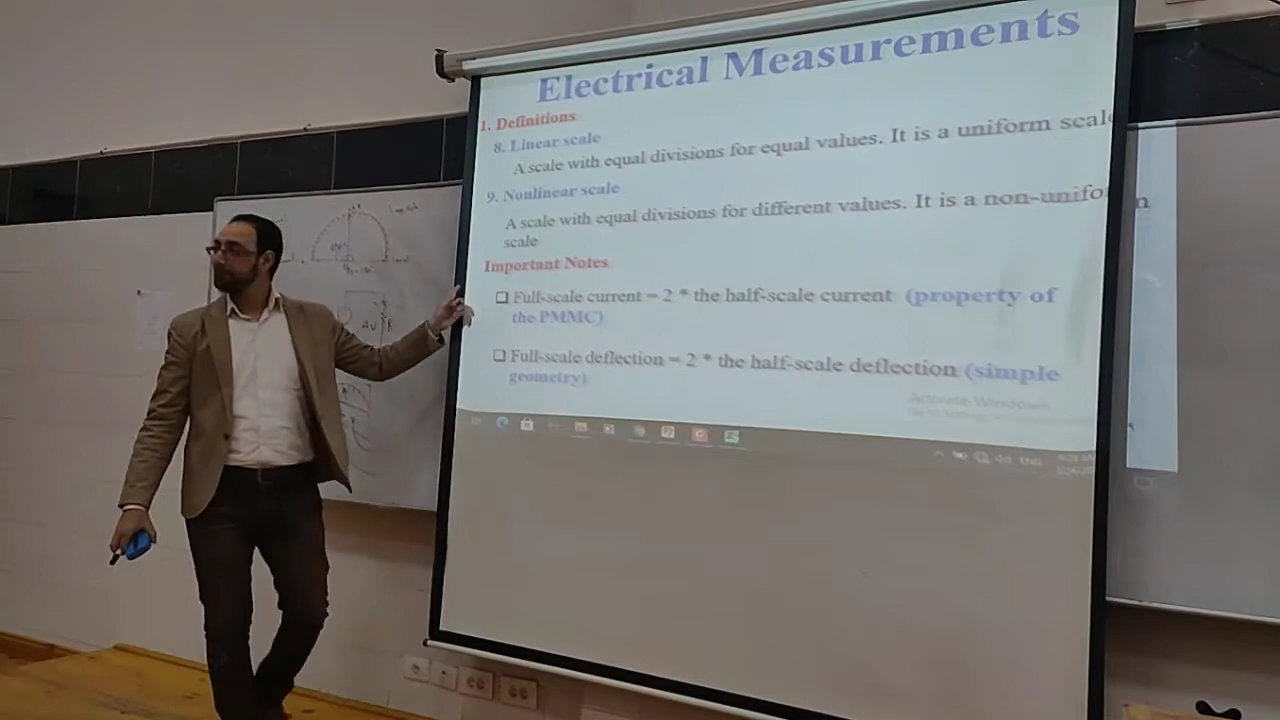 Electrical Measurements
1. Definitions
8. Linear scale
A scale with equal divisions for equal values. It is a uniform scale
9. Nonlinear scale
A scale with equal divisions for different values. It is a non-uniform
scale
Important Notes
Full-scale current = 2 * the half-scale current (property of
the PMMC)
Full-scale deflection = 2 * the half-scale deflection (simple
geometry)
Activate Windows
ENG